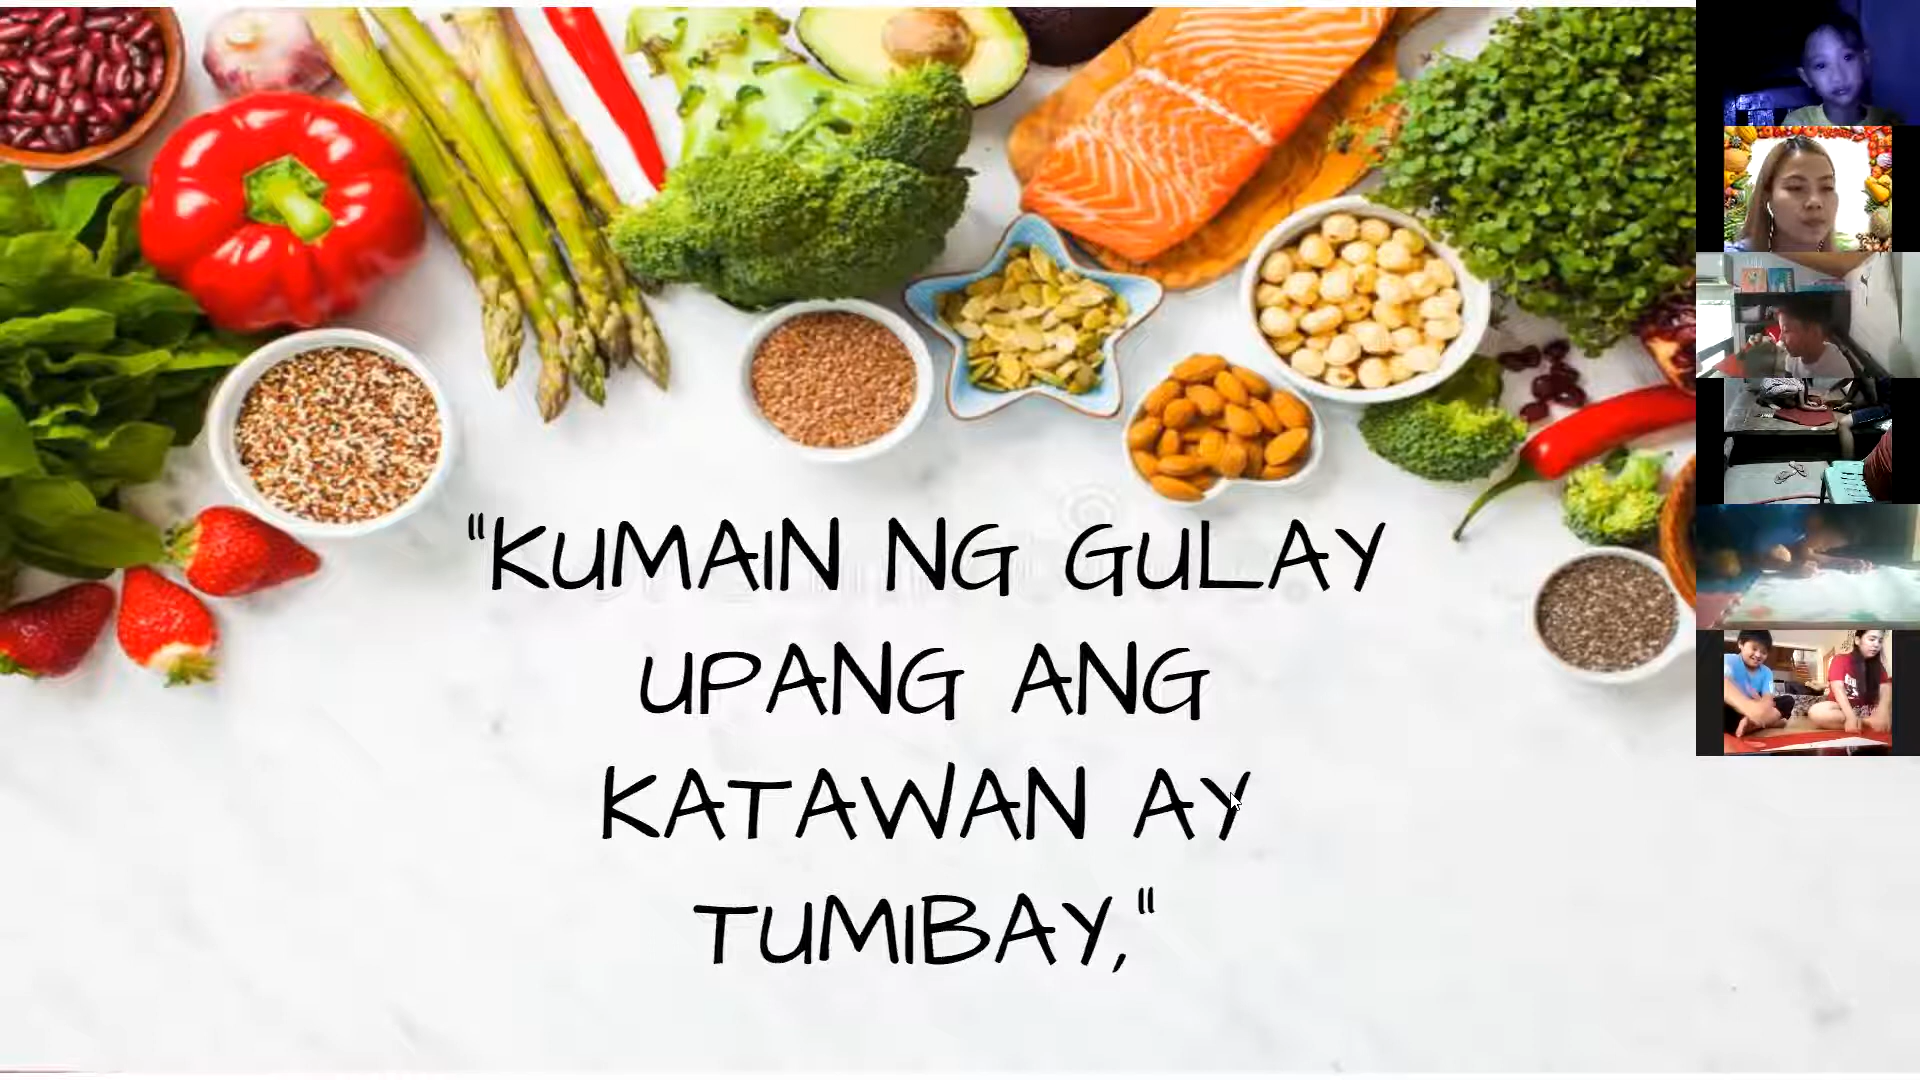 "KUMAIN NG GULAY
UPANG ANG
KATAWAN AY
TUMIBAY,"